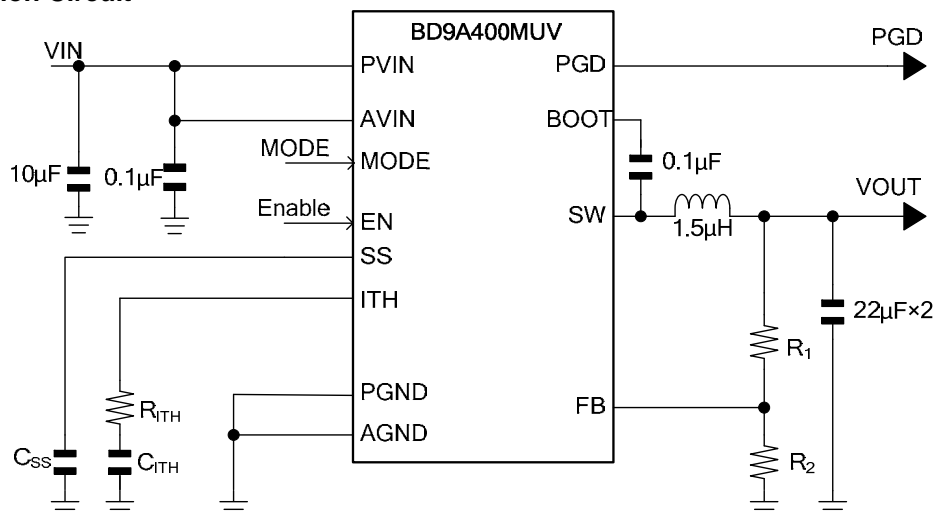 BD9A400MUV
VIN
PVIN
PGD
PGD
AVIN
BOOT
MODE
MODE
10µF
0.1µF
0.1µF
VOUT
Enable
EN
SW
1.5µH
SS
ITH
22µF×2
R1
PGND
FB
RITH
AGND
CSS
CITH
R2